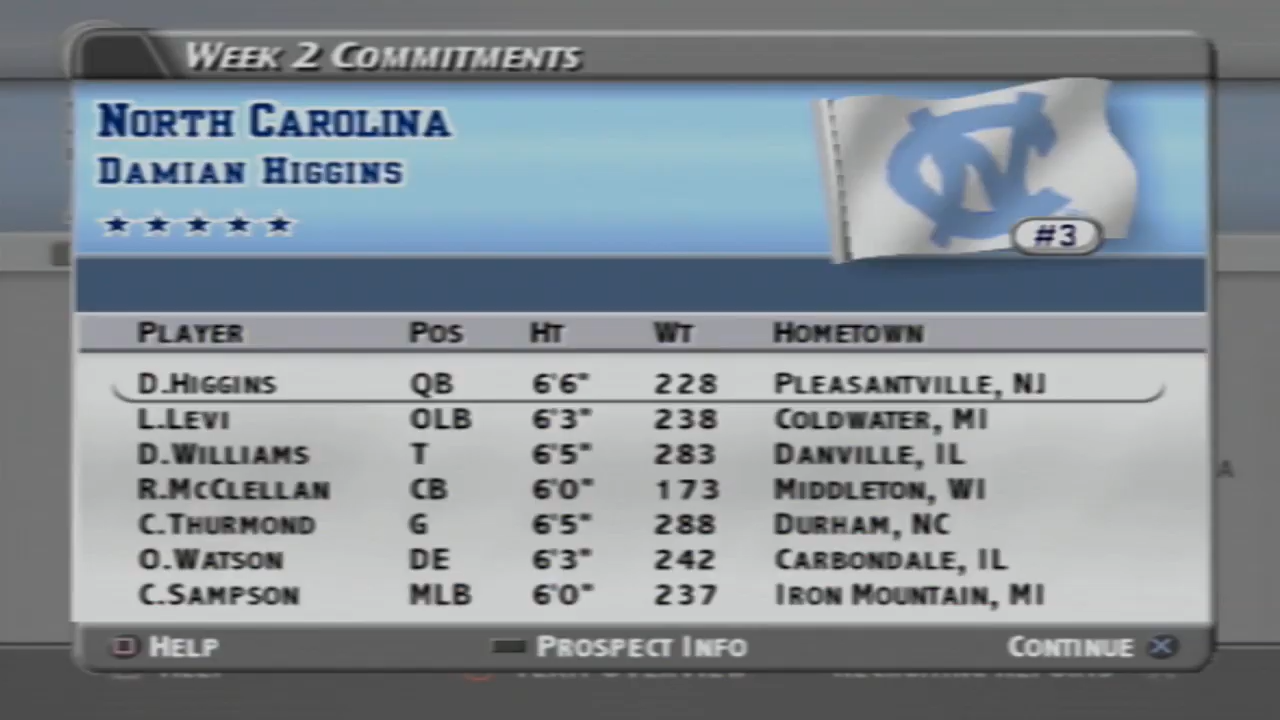 WEEK 2 COMMITMENTS
NORTH CAROLINA
DAMIAN HIGGINS
NC
#3
PLAYER POS HT WT HOMETOWN
D.HIGGINS QB 6'6" 228 PLEASANTVILLE, NJ
L.LEVI OLB 6'3" 238 COLDWATER, MI
D.WILLIAMS T 6'5" 283 DANVILLE, IL
R.MCCLELLAN CB 6'0" 173 MIDDLETON, WI
C.THURMOND G 6'5" 288 DURHAM, NC
O.WATSON DE 6'3" 242 CARBONDALE, IL
C.SAMPSON MLB 6'0" 237 IRON MOUNTAIN, MI
HELP PROSPECT INFO CONTINUE